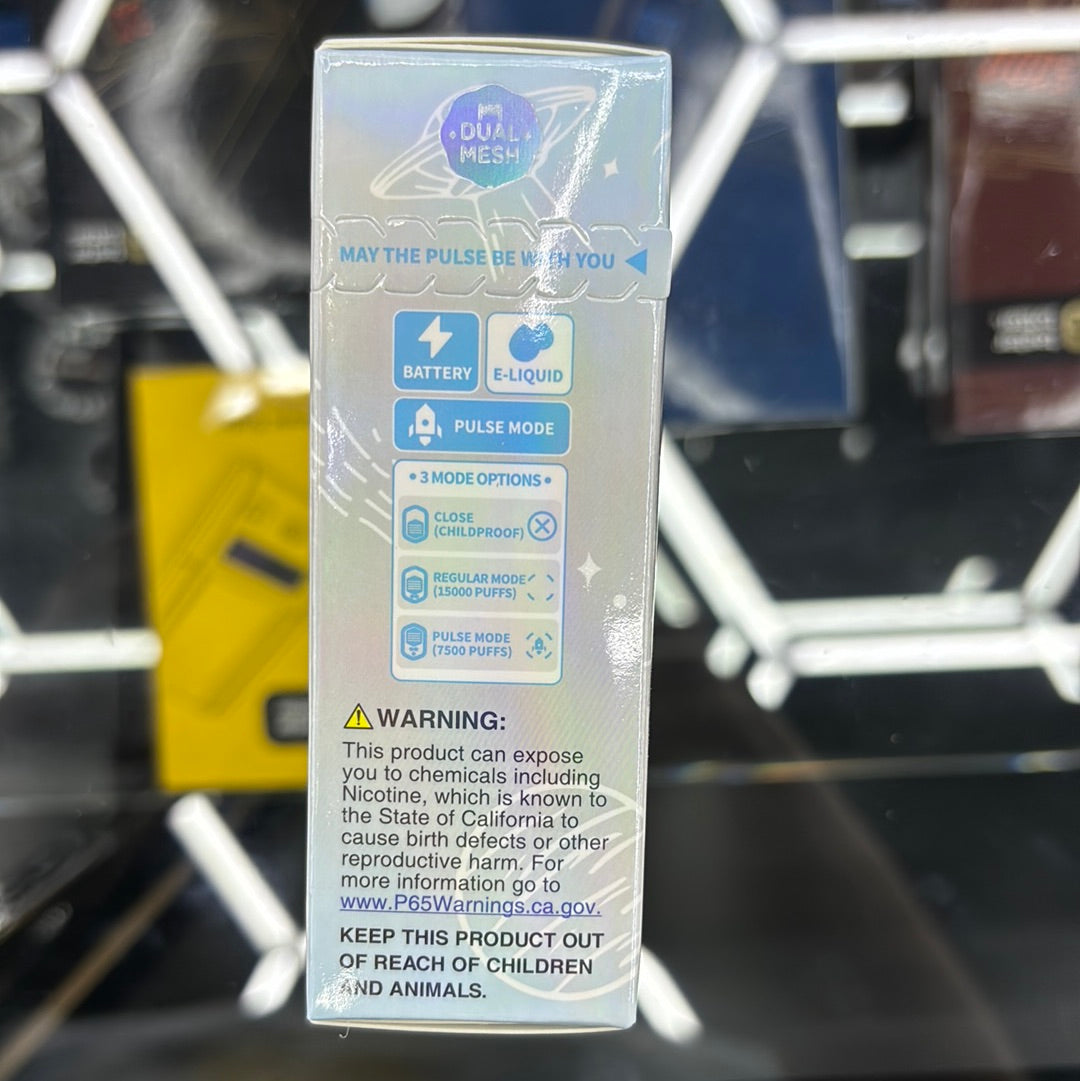 DUAL
MESH
MAY THE PULSE BE WITH YOU
BATTERY
E-LIQUID
PULSE MODE
• 3 MODE OPTIONS •
CLOSE
(CHILDPROOF)
REGULAR MODE
(15000 PUFFS)
PULSE MODE
(7500 PUFFS)
WARNING:
This product can expose
you to chemicals including
Nicotine, which is known to
the State of California to
cause birth defects or other
reproductive harm. For
more information go to
www.P65Warnings.ca.gov.
KEEP THIS PRODUCT OUT
OF REACH OF CHILDREN
AND ANIMALS.